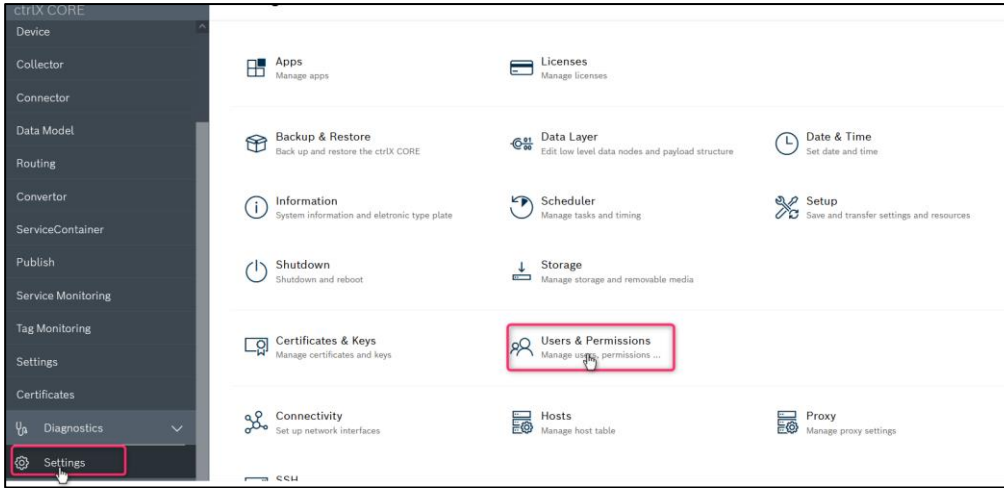 ctrlX CORE
Device
Collector
Connector
Data Model
Routing
Convertor
ServiceContainer
Publish
Service Monitoring
Tag Monitoring
Settings
Certificates
Diagnostics
Settings
Apps
Manage apps
Licenses
Manage licenses
Backup & Restore
Back up and restore the ctrlX CORE
Data Layer
Edit low level data nodes and payload structure
Date & Time
Set date and time
Information
System information and eletronic type plate
Scheduler
Manage tasks and timing
Setup
Save and transfer settings and resources
Shutdown
Shutdown and reboot
Storage
Manage storage and removable media
Certificates & Keys
Manage certificates and keys
Users & Permissions
Manage users, permissions ...
Connectivity
Set up network interfaces
Hosts
Manage host table
Proxy
Manage proxy settings
SSH